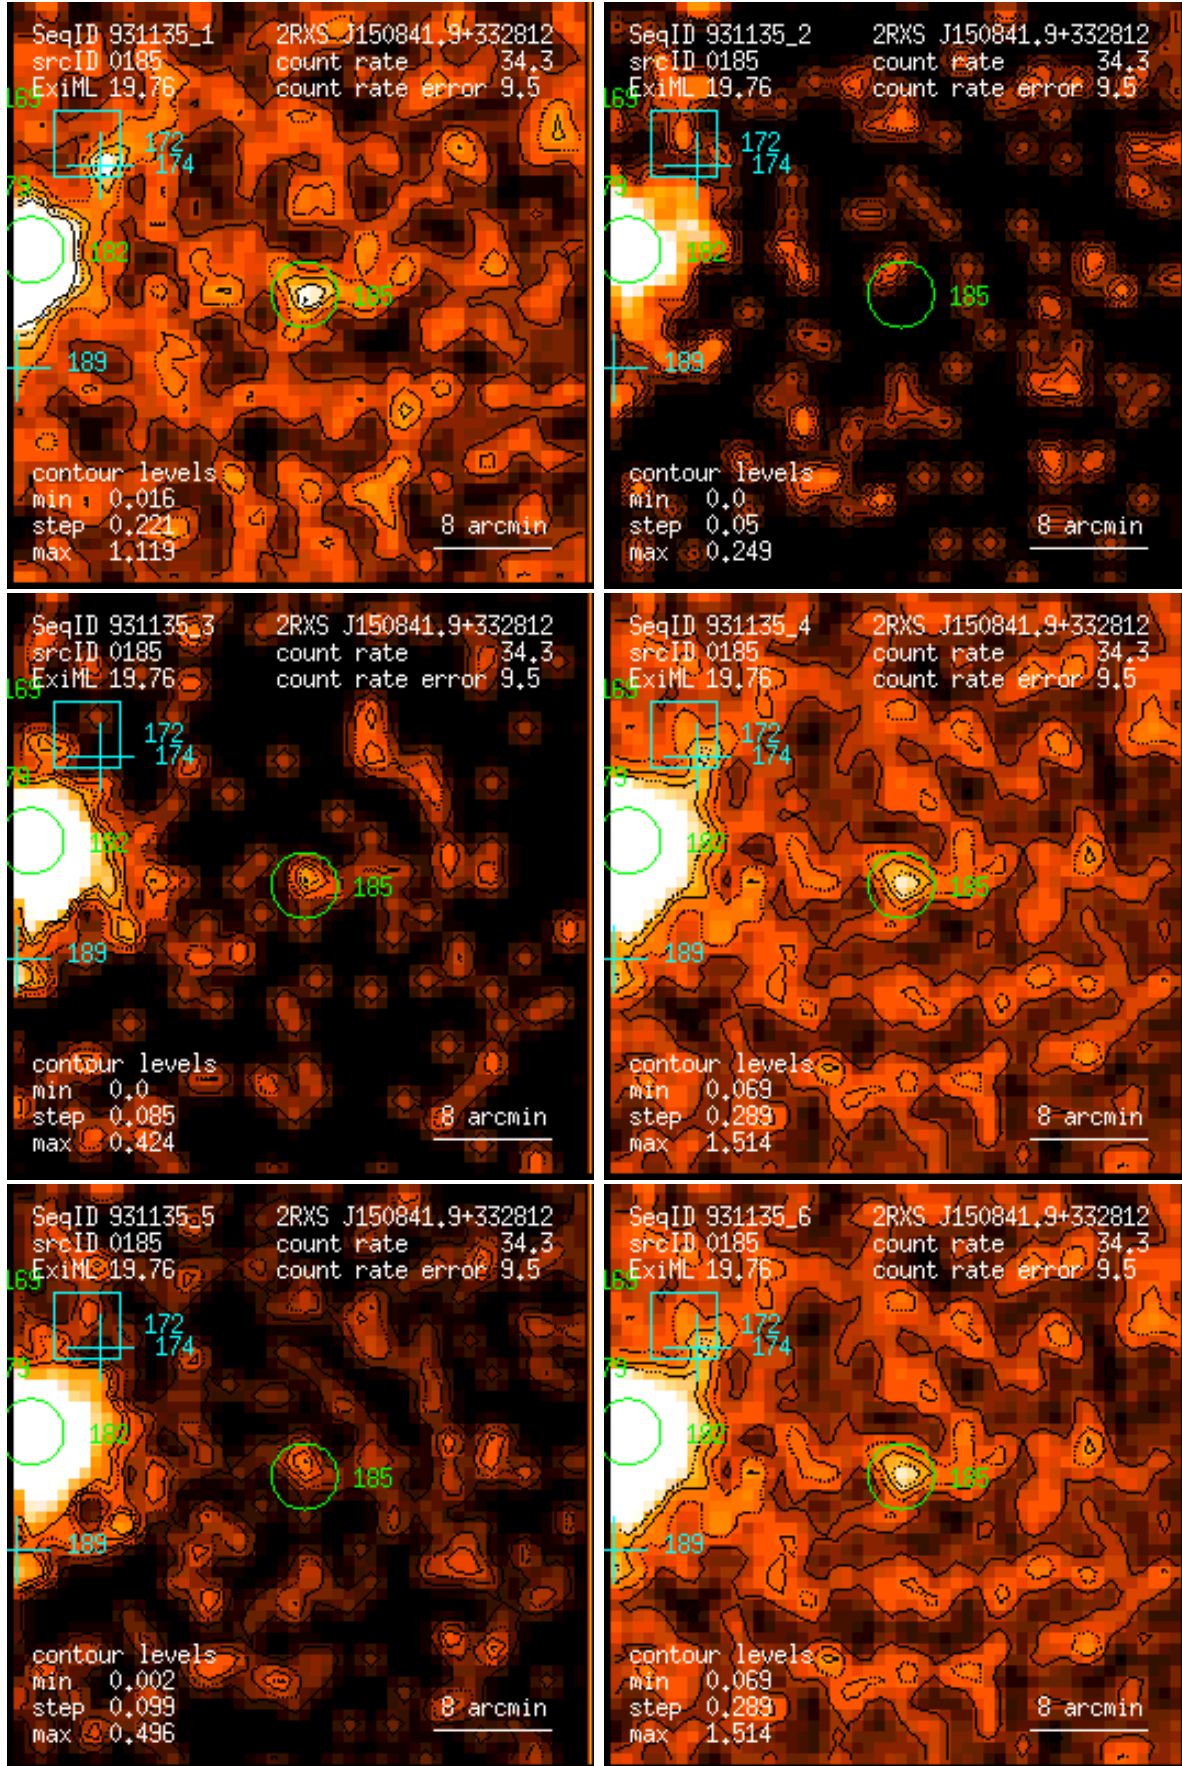 SeqID 931135_1 2RXS J150841.9+332812
srcID 0185 count rate 34.3
ExiML 19.76 count rate error 9.5
169
172
174
79
182
185
189
contour levels
min 0.016
step 0.221 8 arcmin
max 1.119
SeqID 931135_2 2RXS J150841.9+332812
srcID 0185 count rate 34.3
ExiML 19.76 count rate error 9.5
169
172
174
79
182
185
189
contour levels
min 0.0
step 0.05 8 arcmin
max 0.249
SeqID 931135_3 2RXS J150841.9+332812
srcID 0185 count rate 34.3
ExiML 19.76 count rate error 9.5
169
172
174
79
182
185
189
contour levels
min 0.0
step 0.085 8 arcmin
max 0.424
SeqID 931135_4 2RXS J150841.9+332812
srcID 0185 count rate 34.3
ExiML 19.76 count rate error 9.5
169
172
174
79
182
185
189
contour levels
min 0.069
step 0.289 8 arcmin
max 1.514
SeqID 931135_5 2RXS J150841.9+332812
srcID 0185 count rate 34.3
ExiML 19.76 count rate error 9.5
169
172
174
79
182
185
189
contour levels
min 0.002
step 0.099 8 arcmin
max 0.496
SeqID 931135_6 2RXS J150841.9+332812
srcID 0185 count rate 34.3
ExiML 19.76 count rate error 9.5
169
172
174
79
182
185
189
contour levels
min 0.069
step 0.289 8 arcmin
max 1.514